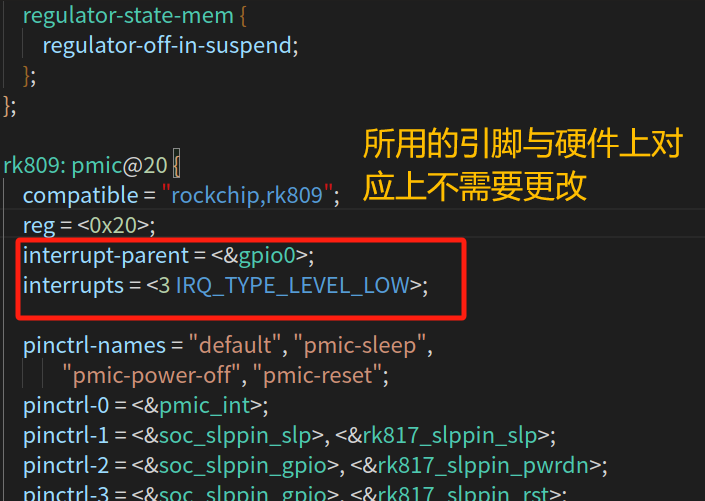 regulator-state-mem {
regulator-off-in-suspend;
};
};
rk809: pmic@20 {
所用的引脚与硬件上对
应上不需要更改
compatible = "rockchip,rk809";
reg = <0x20>;
interrupt-parent = <&gpio0>;
interrupts = <3 IRQ_TYPE_LEVEL_LOW>;
pinctrl-names = "default", "pmic-sleep",
"pmic-power-off", "pmic-reset";
pinctrl-0 = <&pmic_int>;
pinctrl-1 = <&soc_slppin_slp>, <&rk817_slppin_slp>;
pinctrl-2 = <&soc_slppin_gpio>, <&rk817_slppin_pwrdn>;
pinctrl-3 = <&soc_slppin_gpio>, <&rk817_slppin_rst>;